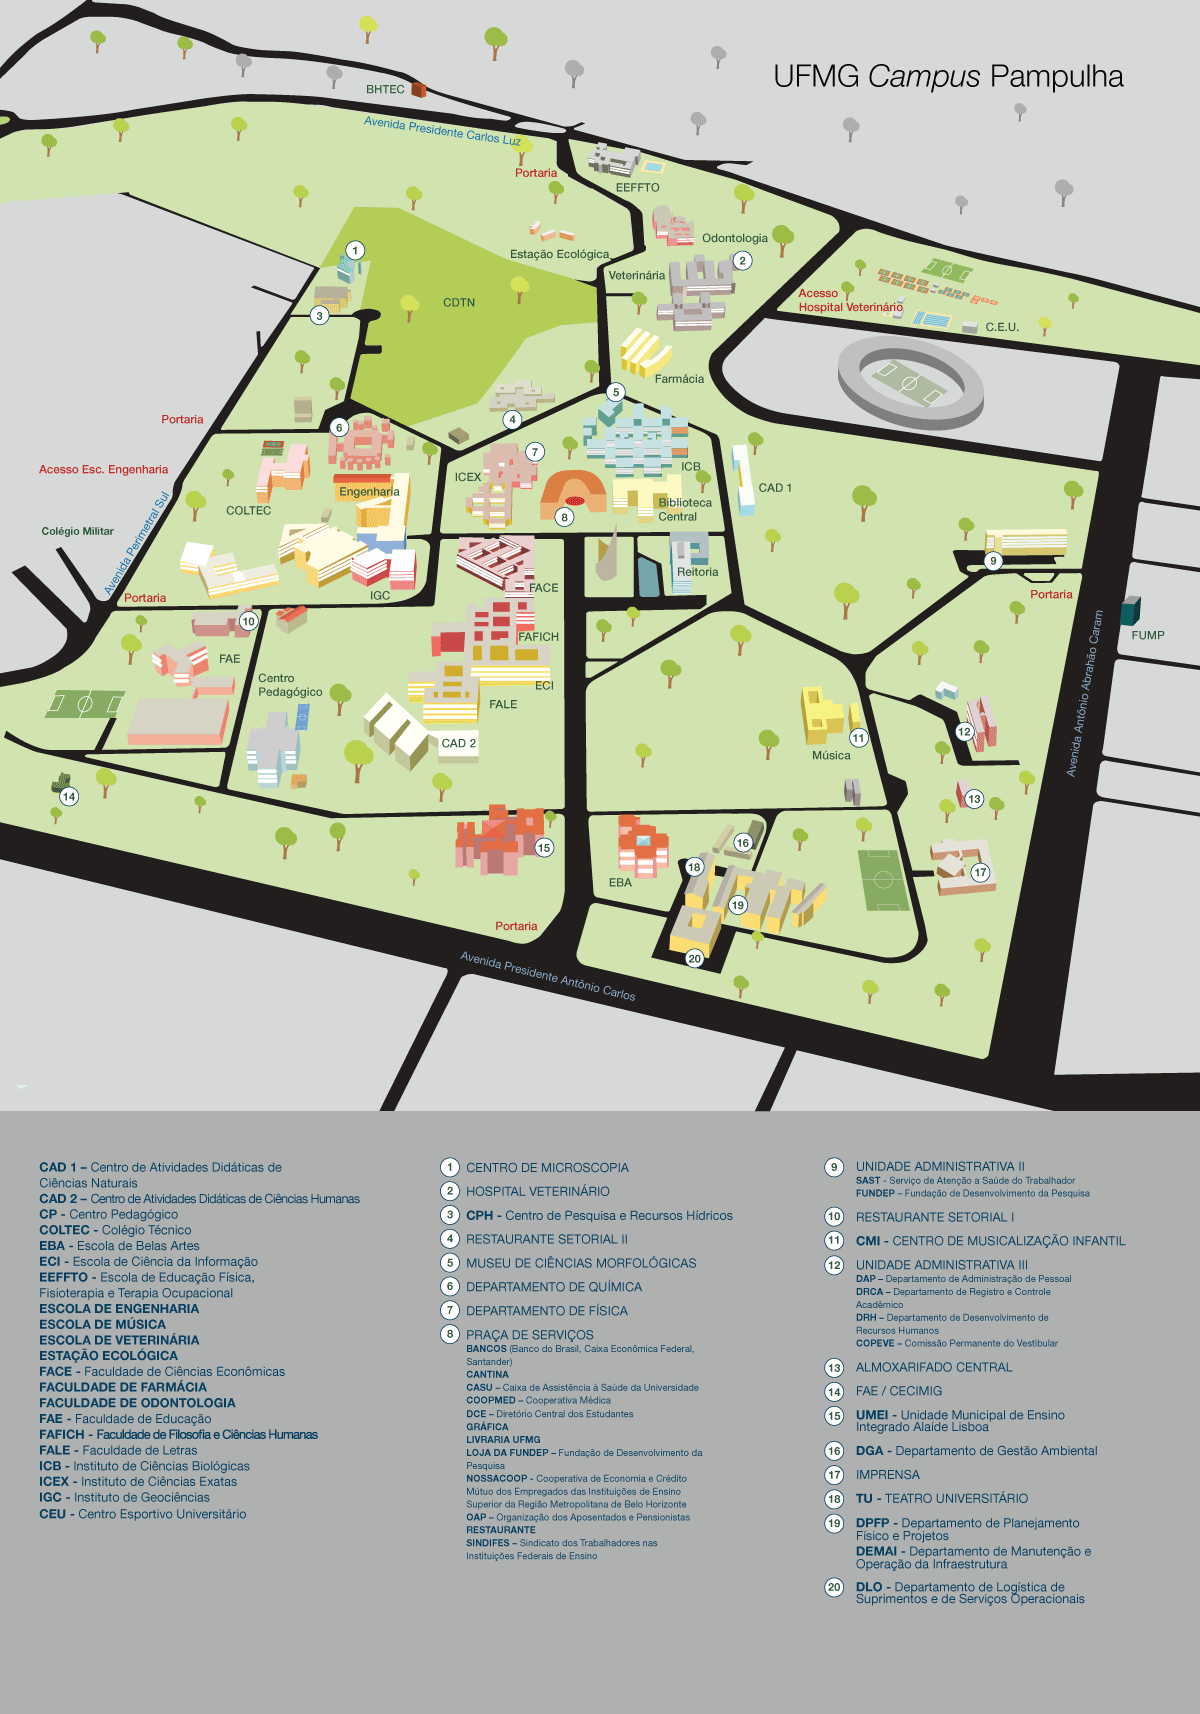 UFMG Campus Pampulha
BHTEC
Avenida Presidente Carlos Luz
Portaria
EEFFTO
Odontologia
Estação Ecológica
1
2
Veterinária
Acesso
Hospital Veterinário
CDTN
3
C.E.U.
Farmácia
5
4
Portaria
6
7
ICB
Acesso Esc. Engenharia
ICEX
Engenharia
CAD 1
COLTEC
Biblioteca
Central
8
Colégio Militar
Avenida Perimetral Sul
9
Reitoria
FACE
IGC
Portaria
Portaria
10
FUMP
FAFICH
FAE
Centro
Pedagógico
ECI
FALE
Avenida Antônio Abrahão Caram
12
11
CAD 2
Música
14
13
15
16
18
17
EBA
19
Portaria
20
Avenida Presidente Antônio Carlos
CAD 1 – Centro de Atividades Didáticas de
Ciências Naturais
CAD 2 – Centro de Atividades Didáticas de Ciências Humanas
CP - Centro Pedagógico
COLTEC - Colégio Técnico
EBA - Escola de Belas Artes
ECI - Escola de Ciência da Informação
EEFFTO - Escola de Educação Física,
Fisioterapia e Terapia Ocupacional
ESCOLA DE ENGENHARIA
ESCOLA DE MÚSICA
ESCOLA DE VETERINÁRIA
ESTAÇÃO ECOLÓGICA
FACE - Faculdade de Ciências Econômicas
FACULDADE DE FARMÁCIA
FACULDADE DE ODONTOLOGIA
FAE - Faculdade de Educação
FAFICH - Faculdade de Filosofia e Ciências Humanas
FALE - Faculdade de Letras
ICB - Instituto de Ciências Biológicas
ICEX - Instituto de Ciências Exatas
IGC - Instituto de Geociências
CEU - Centro Esportivo Universitário
1 CENTRO DE MICROSCOPIA
2 HOSPITAL VETERINÁRIO
3 CPH - Centro de Pesquisa e Recursos Hídricos
4 RESTAURANTE SETORIAL II
5 MUSEU DE CIÊNCIAS MORFOLÓGICAS
6 DEPARTAMENTO DE QUÍMICA
7 DEPARTAMENTO DE FÍSICA
8 PRAÇA DE SERVIÇOS
BANCOS (Banco do Brasil, Caixa Econômica Federal,
Santander)
CANTINA
CASU – Caixa de Assistência à Saúde da Universidade
COOPMED – Cooperativa Médica
DCE – Diretório Central dos Estudantes
GRÁFICA
LIVRARIA UFMG
LOJA DA FUNDEP – Fundação de Desenvolvimento da
Pesquisa
NOSSACOOP - Cooperativa de Economia e Crédito
Mútuo dos Empregados das Instituições de Ensino
Superior da Região Metropolitana de Belo Horizonte
OAP – Organização dos Aposentados e Pensionistas
RESTAURANTE
SINDIFES – Sindicato dos Trabalhadores nas
Instituições Federais de Ensino
9 UNIDADE ADMINISTRATIVA II
SAST - Serviço de Atenção a Saúde do Trabalhador
FUNDEP – Fundação de Desenvolvimento da Pesquisa
10 RESTAURANTE SETORIAL I
11 CMI - CENTRO DE MUSICALIZAÇÃO INFANTIL
12 UNIDADE ADMINISTRATIVA III
DAP – Departamento de Administração de Pessoal
DRCA – Departamento de Registro e Controle
Acadêmico
DRH – Departamento de Desenvolvimento de
Recursos Humanos
COPEVE – Comissão Permanente do Vestibular
13 ALMOXARIFADO CENTRAL
14 FAE / CECIMIG
15 UMEI - Unidade Municipal de Ensino
Integrado Alaíde Lisboa
16 DGA - Departamento de Gestão Ambiental
17 IMPRENSA
18 TU - TEATRO UNIVERSITÁRIO
19 DPFP - Departamento de Planejamento
Físico e Projetos
DEMAI - Departamento de Manutenção e
Operação da Infraestrutura
20 DLO - Departamento de Logística de
Suprimentos e de Serviços Operacionais